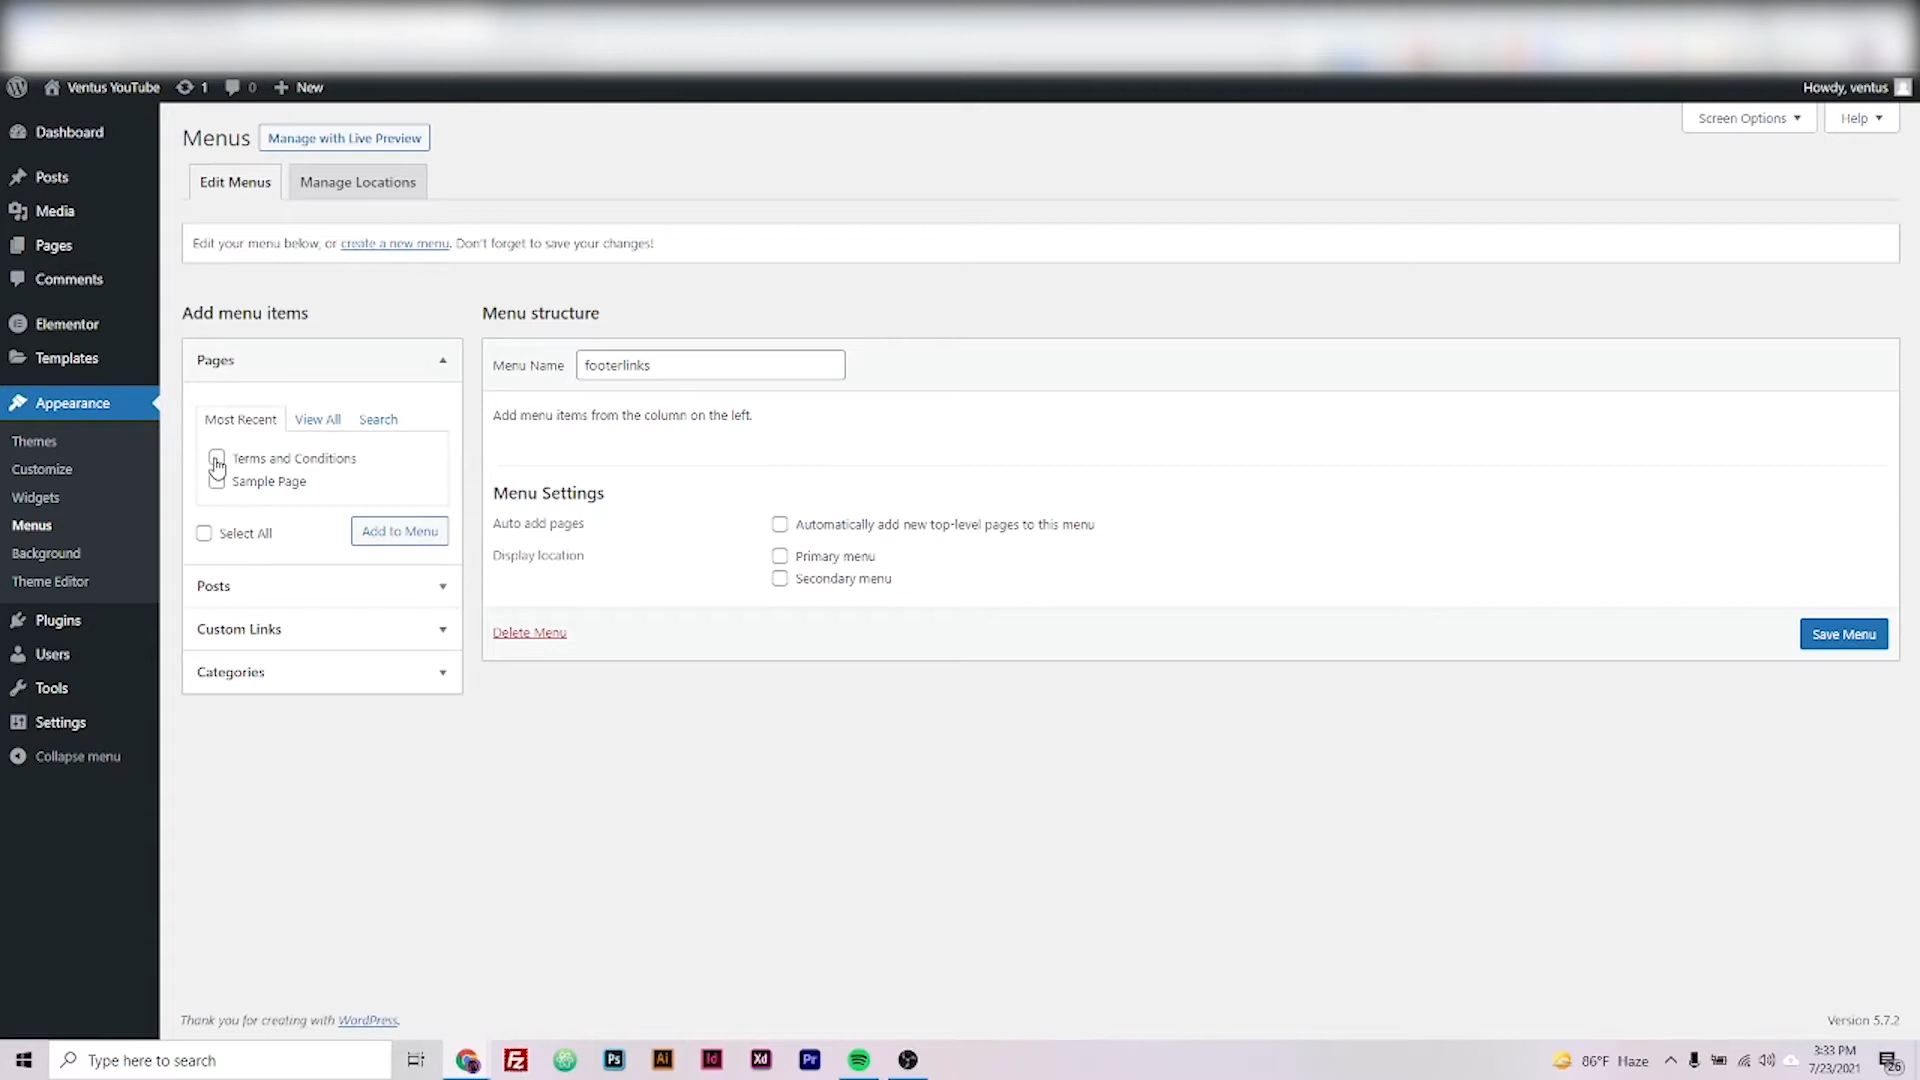 Ventus YouTube 1 0 New Howdy, ventus
Screen Options Help
Dashboard
Posts
Media
Pages
Comments
Elementor
Templates
Appearance
Themes
Customize
Widgets
Menus
Background
Theme Editor
Plugins
Users
Tools
Settings
Collapse menu
Menus Manage with Live Preview
Edit Menus Manage Locations
Edit your menu below, or create a new menu. Don't forget to save your changes!
Add menu items
Pages
Most Recent View All Search
Terms and Conditions
Sample Page
Select All Add to Menu
Posts
Custom Links
Categories
Menu structure
Menu Name footerlinks
Add menu items from the column on the left.
Menu Settings
Auto add pages Automatically add new top-level pages to this menu
Display location Primary menu
Secondary menu
Delete Menu Save Menu
Thank you for creating with WordPress. Version 5.7.2
Type here to search
Ps Ai Id Xd Pr
86°F Haze
3:33 PM
7/23/2021
26